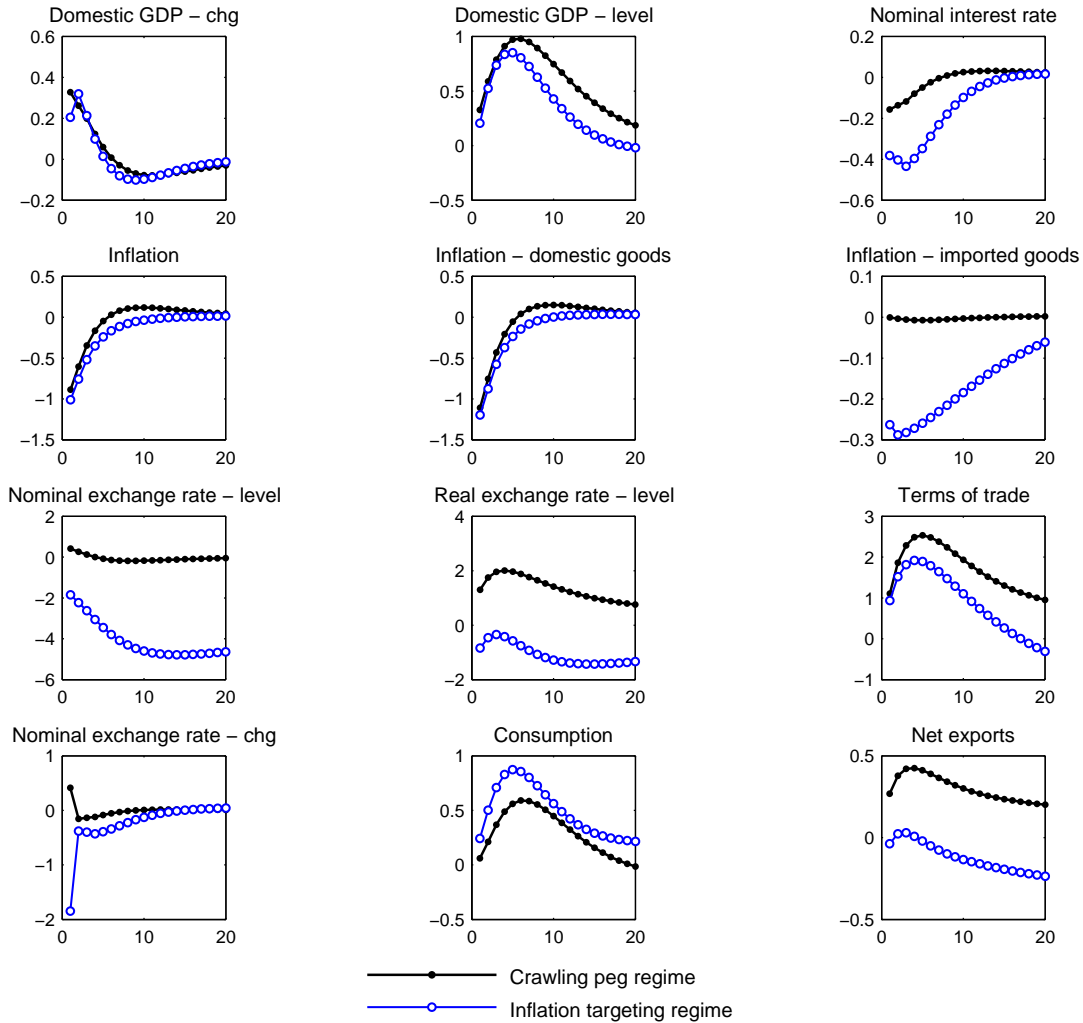 Domestic GDP − chg
0.6
0.4
0.2
0
−0.2
0 10 20
Domestic GDP − level
1
0.5
0
−0.5
0 10 20
Nominal interest rate
0.2
0
−0.2
−0.4
−0.6
0 10 20
Inflation
0.5
0
−0.5
−1
−1.5
0 10 20
Inflation − domestic goods
0.5
0
−0.5
−1
−1.5
0 10 20
Inflation − imported goods
0.1
0
−0.1
−0.2
−0.3
0 10 20
Nominal exchange rate − level
2
0
−2
−4
−6
0 10 20
Real exchange rate − level
4
2
0
−2
0 10 20
Terms of trade
3
2
1
0
−1
0 10 20
Nominal exchange rate − chg
1
0
−1
−2
0 10 20
Consumption
1
0.5
0
−0.5
0 10 20
Net exports
0.5
0
−0.5
0 10 20
Crawling peg regime
Inflation targeting regime